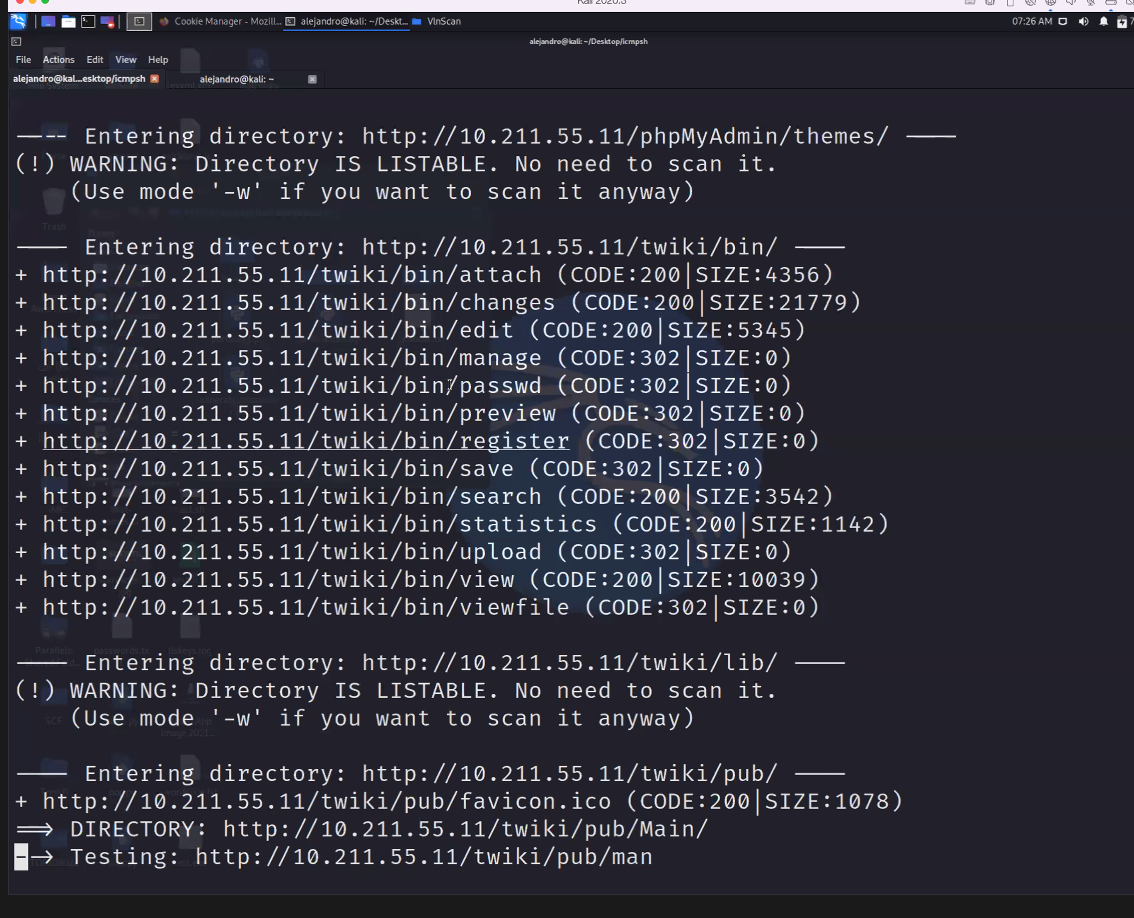 Kali 2020.3
Cookie Manager - Mozill...
alejandro@kali: ~/Deskt...
VlnScan
07:26 AM
alejandro@kali: ~/Desktop/icmpsh
File Actions Edit View Help
alejandro@kal...esktop/icmpsh
alejandro@kali: ~
---- Entering directory: http://10.211.55.11/phpMyAdmin/themes/ ----
(!) WARNING: Directory IS LISTABLE. No need to scan it.
(Use mode '-w' if you want to scan it anyway)
---- Entering directory: http://10.211.55.11/twiki/bin/ ----
+ http://10.211.55.11/twiki/bin/attach (CODE:200|SIZE:4356)
+ http://10.211.55.11/twiki/bin/changes (CODE:200|SIZE:21779)
+ http://10.211.55.11/twiki/bin/edit (CODE:200|SIZE:5345)
+ http://10.211.55.11/twiki/bin/manage (CODE:302|SIZE:0)
+ http://10.211.55.11/twiki/bin/passwd (CODE:302|SIZE:0)
+ http://10.211.55.11/twiki/bin/preview (CODE:302|SIZE:0)
+ http://10.211.55.11/twiki/bin/register (CODE:302|SIZE:0)
+ http://10.211.55.11/twiki/bin/save (CODE:302|SIZE:0)
+ http://10.211.55.11/twiki/bin/search (CODE:200|SIZE:3542)
+ http://10.211.55.11/twiki/bin/statistics (CODE:200|SIZE:1142)
+ http://10.211.55.11/twiki/bin/upload (CODE:302|SIZE:0)
+ http://10.211.55.11/twiki/bin/view (CODE:200|SIZE:10039)
+ http://10.211.55.11/twiki/bin/viewfile (CODE:302|SIZE:0)
---- Entering directory: http://10.211.55.11/twiki/lib/ ----
(!) WARNING: Directory IS LISTABLE. No need to scan it.
(Use mode '-w' if you want to scan it anyway)
---- Entering directory: http://10.211.55.11/twiki/pub/ ----
+ http://10.211.55.11/twiki/pub/favicon.ico (CODE:200|SIZE:1078)
==> DIRECTORY: http://10.211.55.11/twiki/pub/Main/
--> Testing: http://10.211.55.11/twiki/pub/man